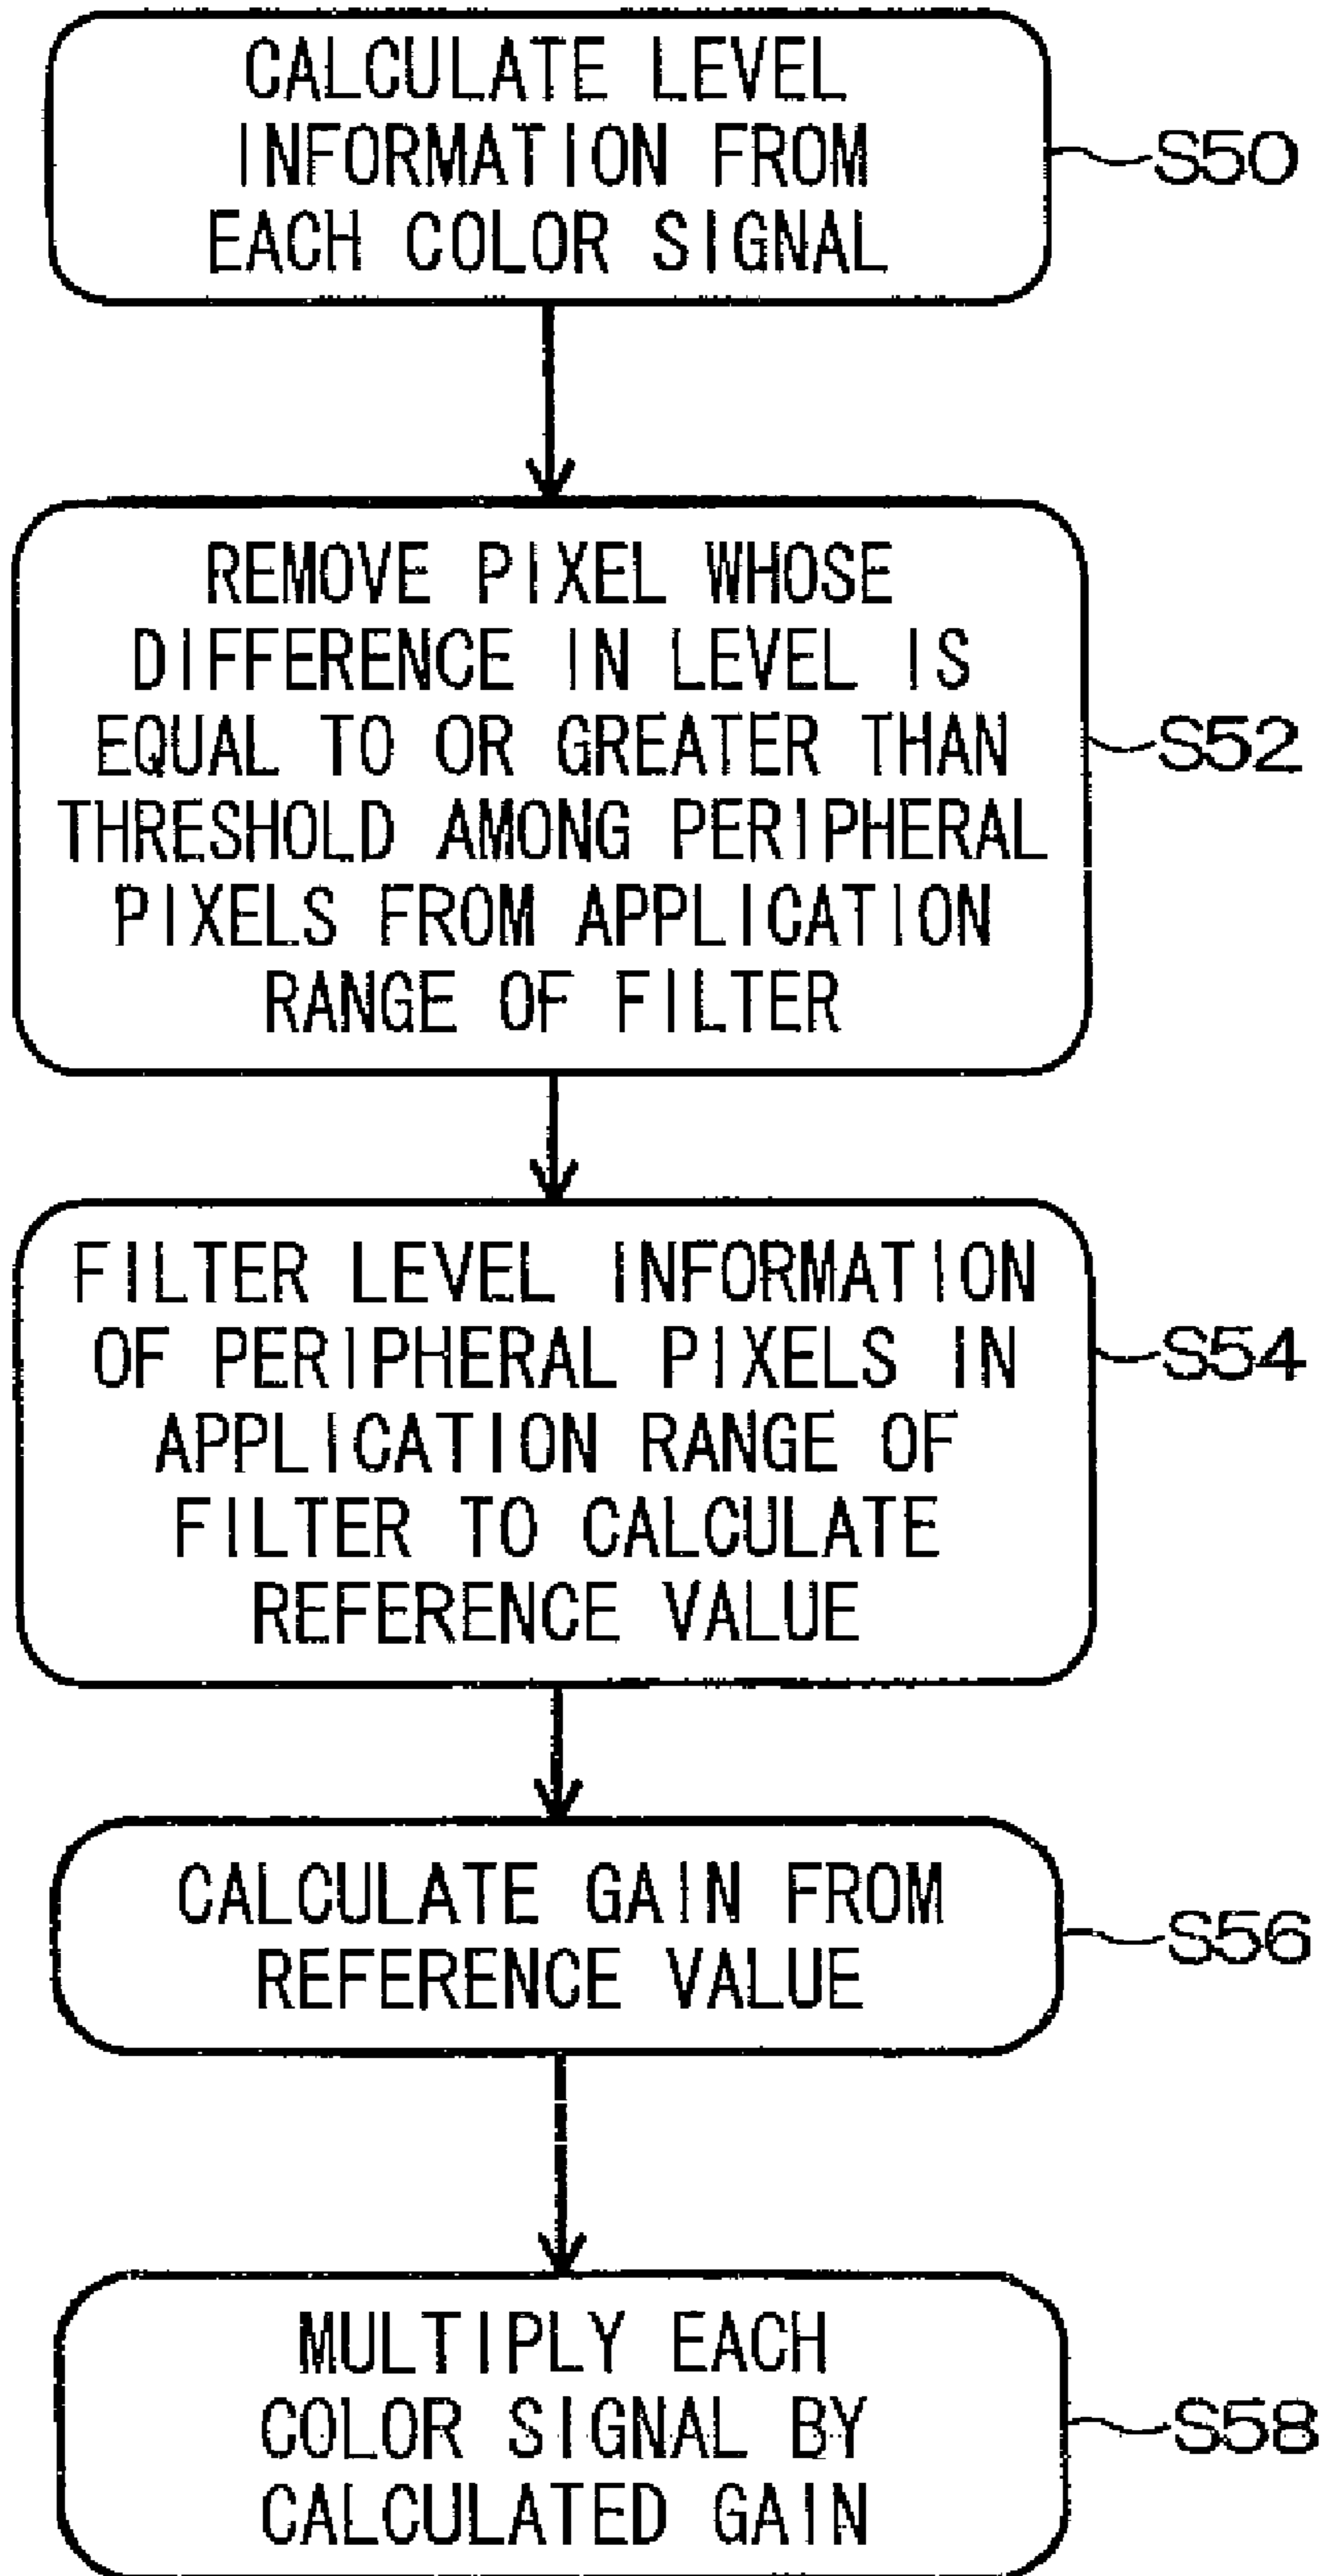 CALCULATE LEVEL
INFORMATION FROM
EACH COLOR SIGNAL
S50
REMOVE PIXEL WHOSE
DIFFERENCE IN LEVEL IS
EQUAL TO OR GREATER THAN
THRESHOLD AMONG PERIPHERAL
PIXELS FROM APPLICATION
RANGE OF FILTER
S52
FILTER LEVEL INFORMATION
OF PERIPHERAL PIXELS IN
APPLICATION RANGE OF
FILTER TO CALCULATE
REFERENCE VALUE
S54
CALCULATE GAIN FROM
REFERENCE VALUE
S56
MULTIPLY EACH
COLOR SIGNAL BY
CALCULATED GAIN
S58